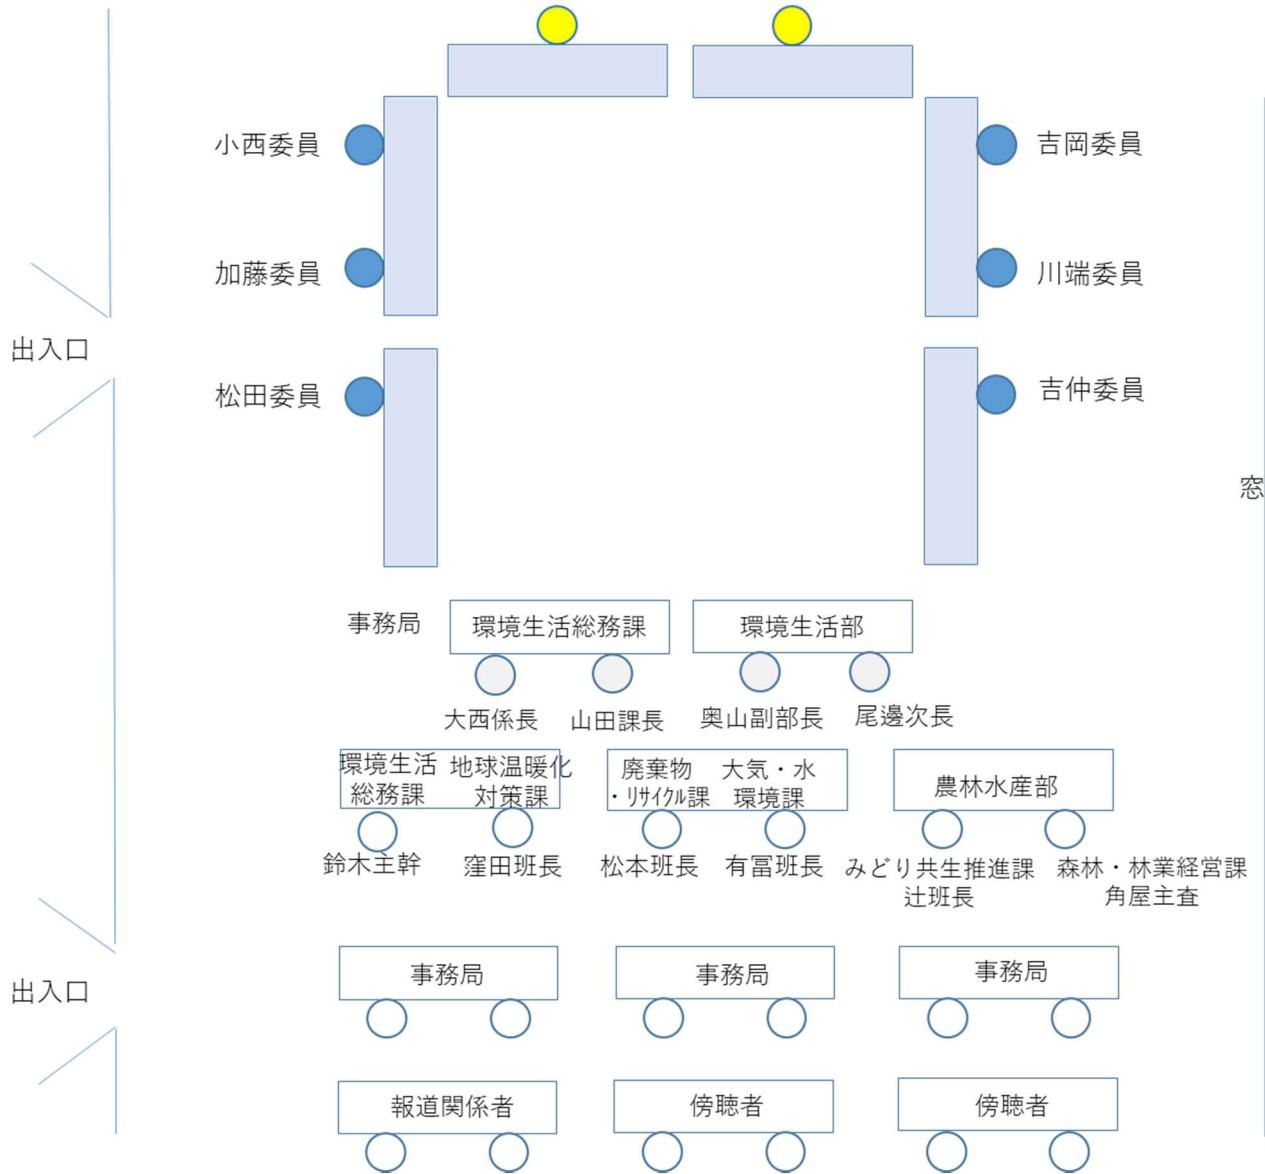 小西委員
吉岡委員
加藤委員
川端委員
出入口
松田委員
吉仲委員
窓
事務局
環境生活総務課
環境生活部
大西係長
山田課長
奥山副部長
尾邊次長
環境生活
総務課
地球温暖化
対策課
廃棄物
・ﾘｻｲｸﾙ課
大気・水
環境課
農林水産部
鈴木主幹
窪田班長
松本班長
有冨班長
みどり共生推進課
辻班長
森林・林業経営課
角屋主査
出入口
事務局
事務局
事務局
報道関係者
傍聴者
傍聴者